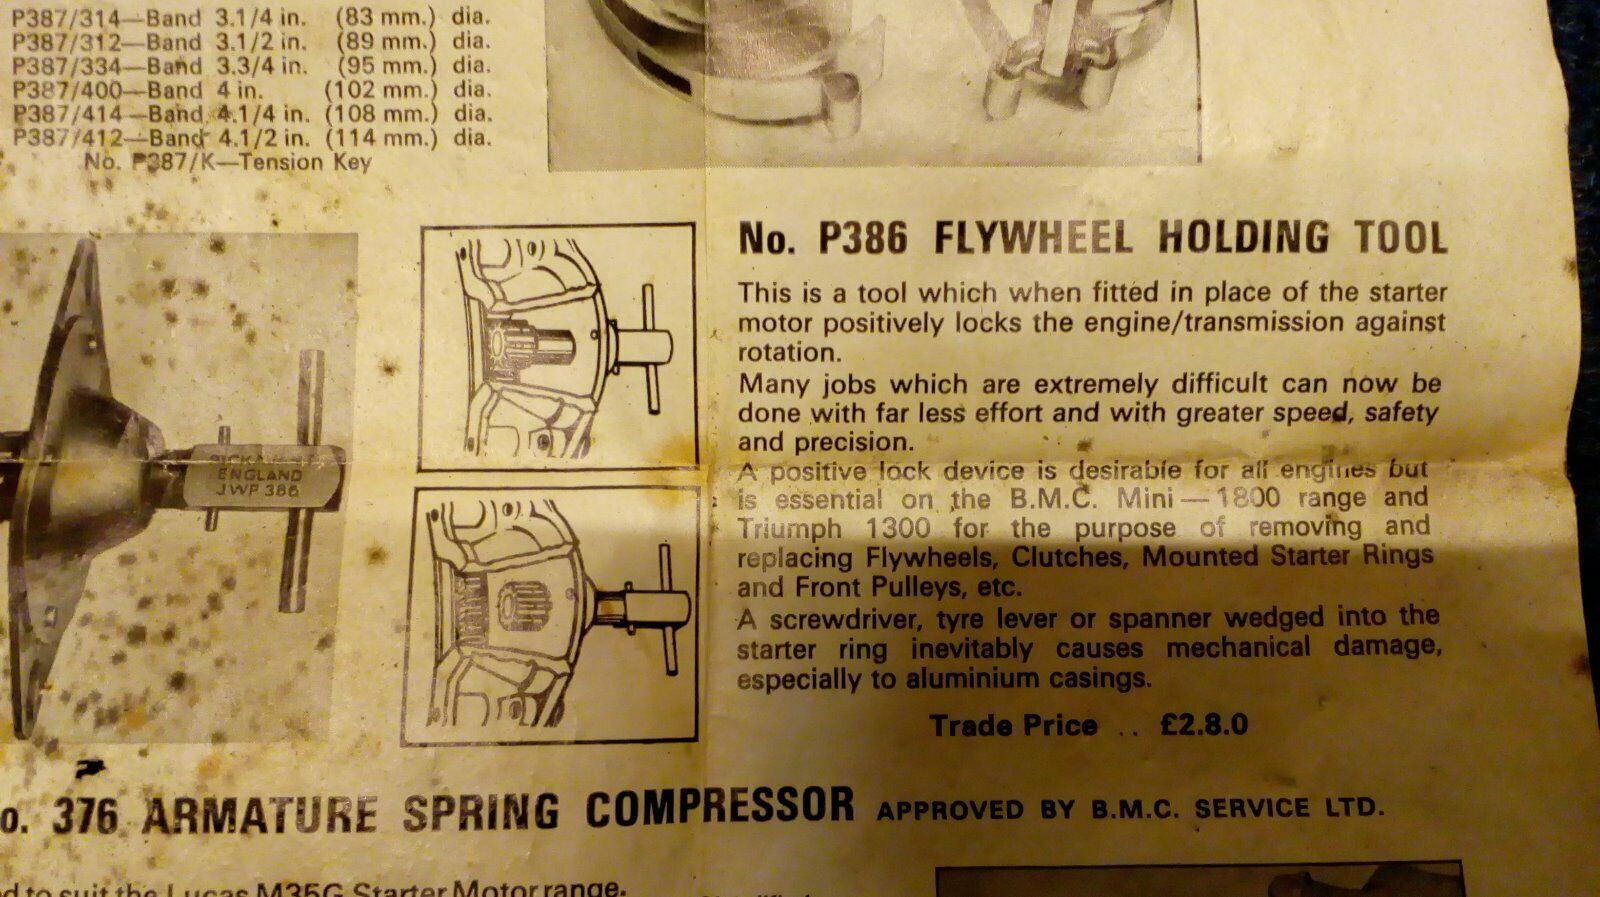 P387/314—Band 3.1/4 in. (83 mm.) dia.
P387/312—Band 3.1/2 in. (89 mm.) dia.
P387/334—Band 3.3/4 in. (95 mm.) dia.
P387/400—Band 4 in. (102 mm.) dia.
P387/414—Band 4.1/4 in. (108 mm.) dia.
P387/412—Band 4.1/2 in. (114 mm.) dia.
No. P387/K—Tension Key
ENGLAND
JWP 386
No. P386 FLYWHEEL HOLDING TOOL
This is a tool which when fitted in place of the starter
motor positively locks the engine/transmission against
rotation.
Many jobs which are extremely difficult can now be
done with far less effort and with greater speed, safety
and precision.
A positive lock device is desirable for all engines but
is essential on the B.M.C. Mini — 1800 range and
Triumph 1300 for the purpose of removing and
replacing Flywheels, Clutches, Mounted Starter Rings
and Front Pulleys, etc.
A screwdriver, tyre lever or spanner wedged into the
starter ring inevitably causes mechanical damage,
especially to aluminium casings.
Trade Price .. £2.8.0
o. 376 ARMATURE SPRING COMPRESSOR APPROVED BY B.M.C. SERVICE LTD.
d to suit the Lucas M35G Starter Motor range.